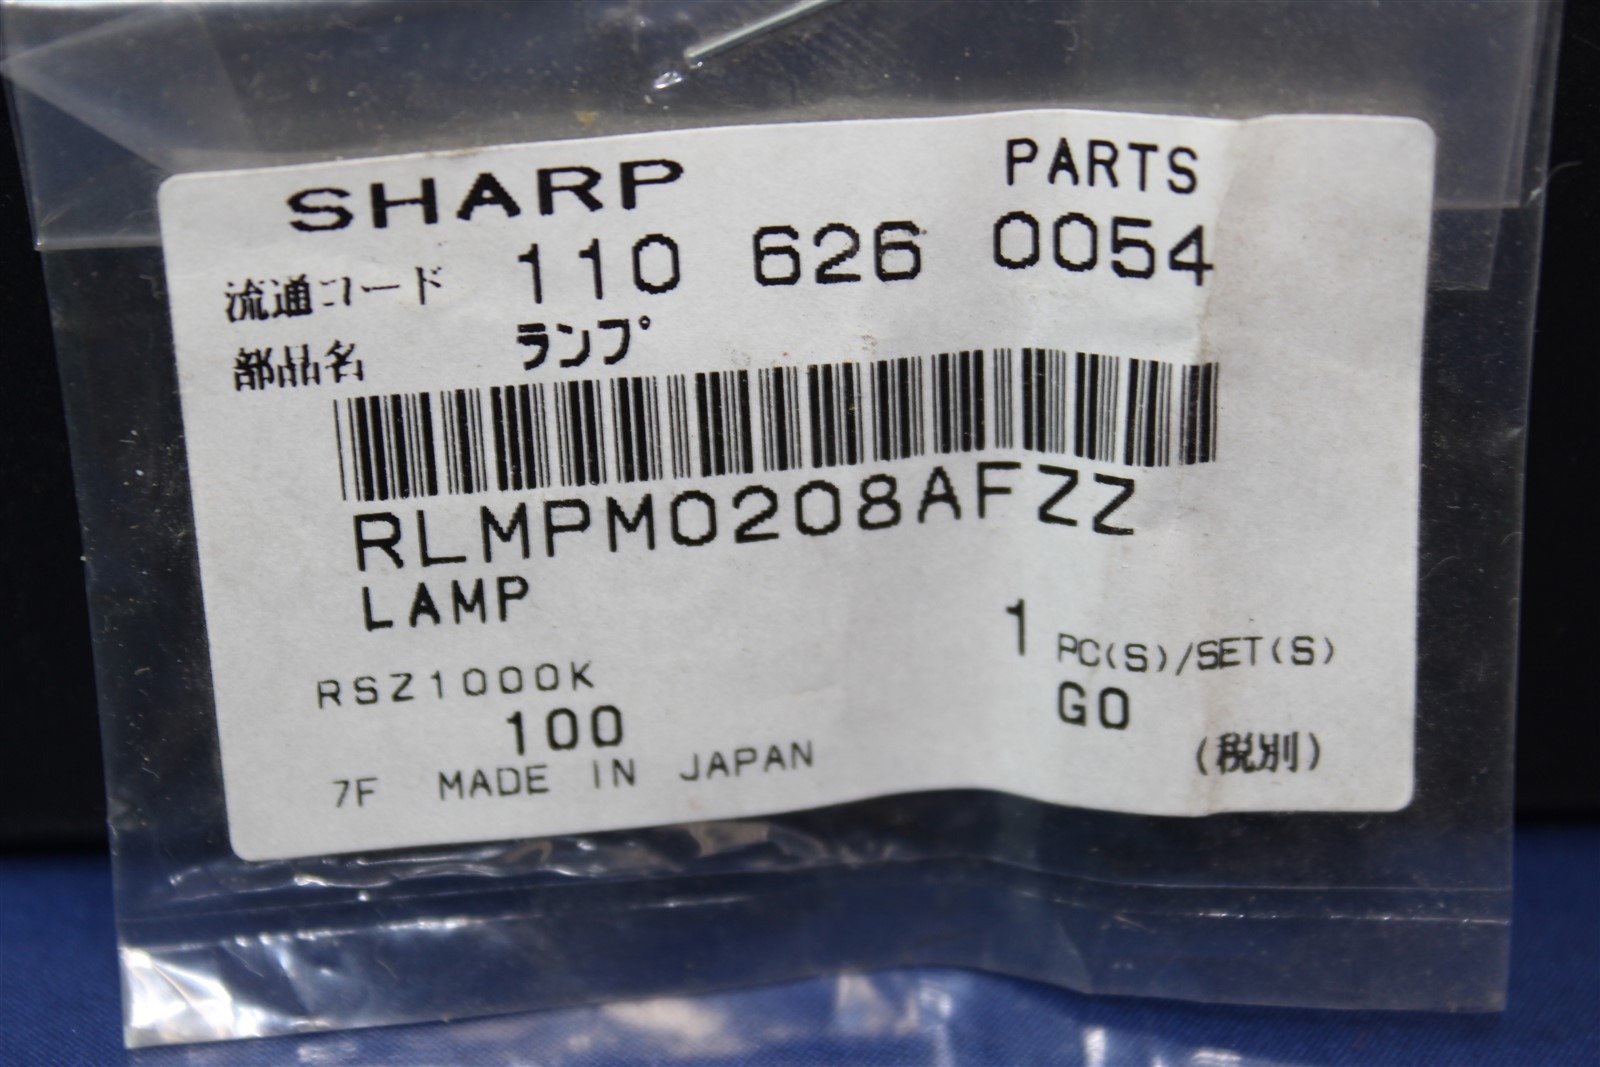 SHARP PARTS
流通コード 110 626 0054
部品名 ランプ
RLMPM0208AFZZ
LAMP
1 PC(S)/SET(S)
RSZ1000K
100 GO
(税別)
7F MADE IN JAPAN